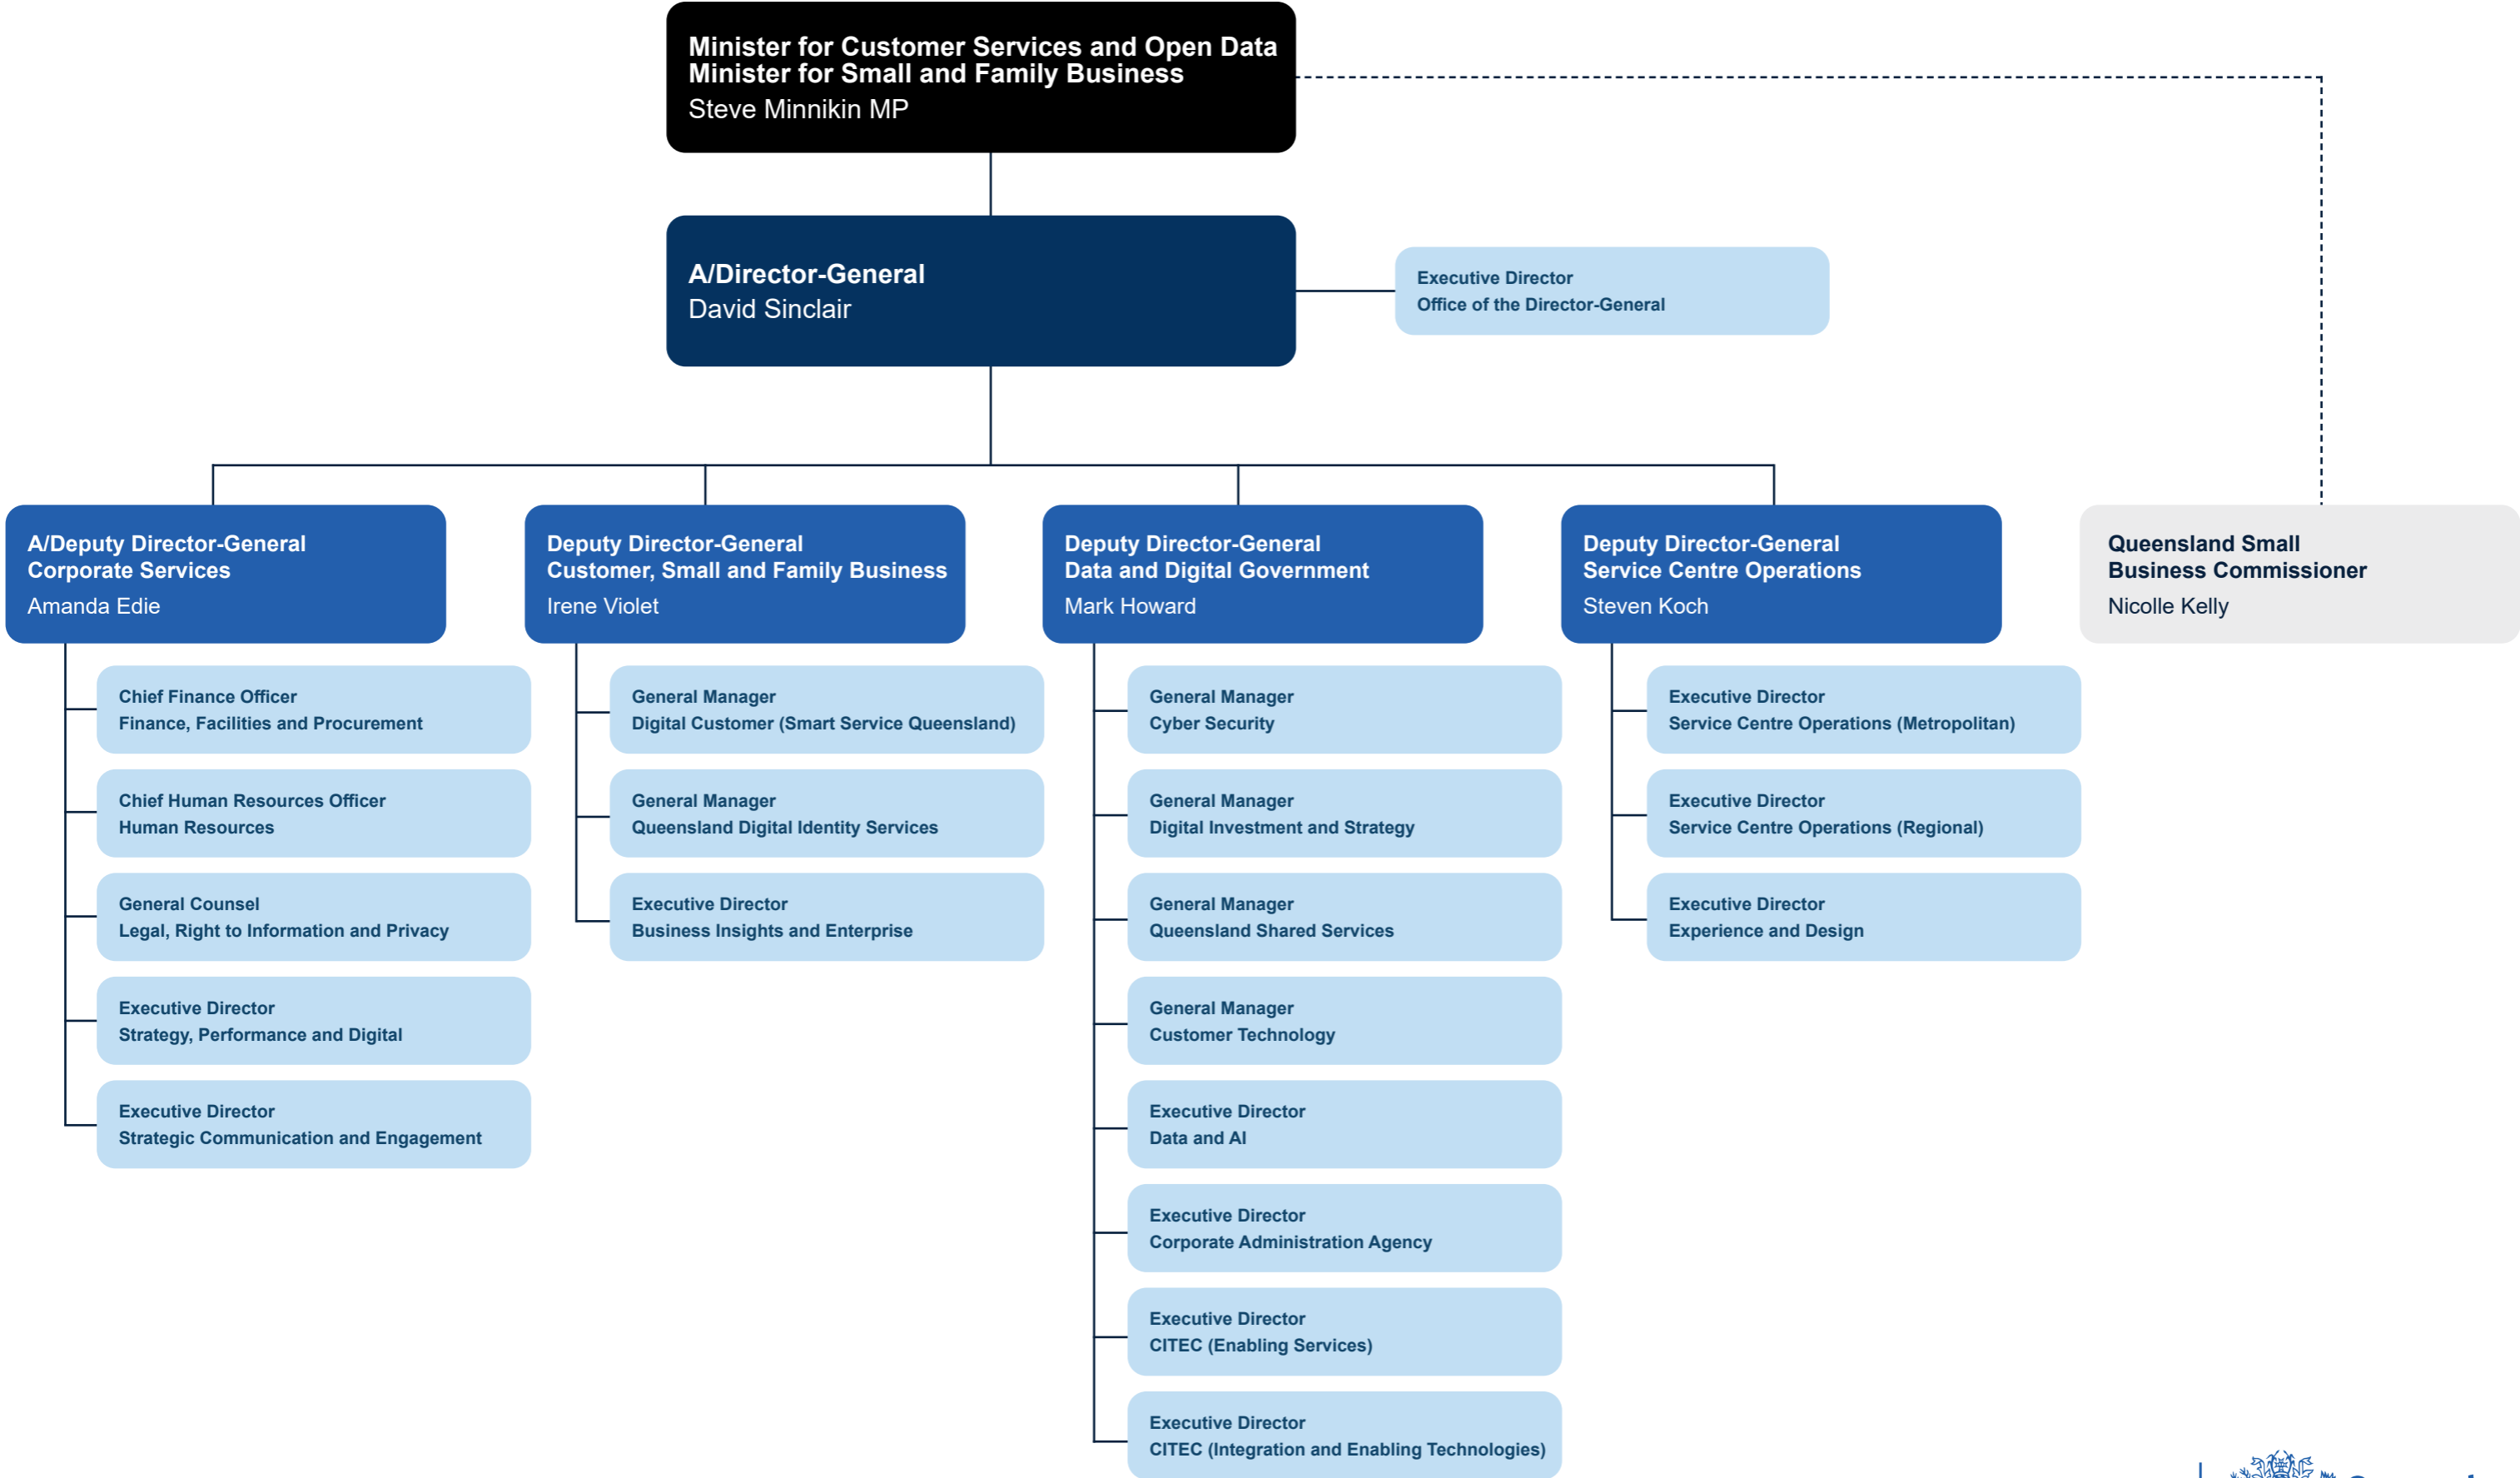 Minister for Customer Services and Open Data
Minister for Small and Family Business
Steve Minnikin MP
A/Director-General
David Sinclair
Executive Director
Office of the Director-General
A/Deputy Director-General
Corporate Services
Amanda Edie
Chief Finance Officer
Finance, Facilities and Procurement
Chief Human Resources Officer
Human Resources
General Counsel
Legal, Right to Information and Privacy
Executive Director
Strategy, Performance and Digital
Executive Director
Strategic Communication and Engagement
Deputy Director-General
Customer, Small and Family Business
Irene Violet
General Manager
Digital Customer (Smart Service Queensland)
General Manager
Queensland Digital Identity Services
Executive Director
Business Insights and Enterprise
Deputy Director-General
Data and Digital Government
Mark Howard
General Manager
Cyber Security
General Manager
Digital Investment and Strategy
General Manager
Queensland Shared Services
General Manager
Customer Technology
Executive Director
Data and AI
Executive Director
Corporate Administration Agency
Executive Director
CITEC (Enabling Services)
Executive Director
CITEC (Integration and Enabling Technologies)
Deputy Director-General
Service Centre Operations
Steven Koch
Executive Director
Service Centre Operations (Metropolitan)
Executive Director
Service Centre Operations (Regional)
Executive Director
Experience and Design
Queensland Small
Business Commissioner
Nicolle Kelly